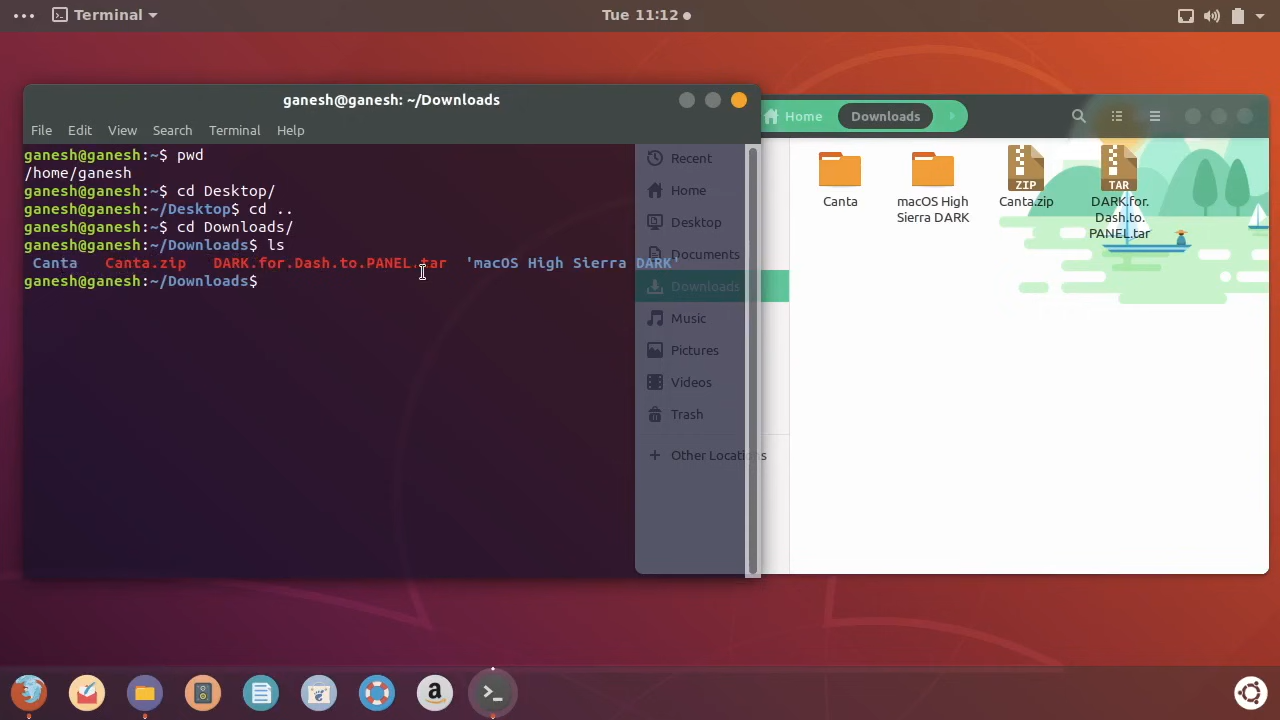 Terminal
Tue 11:12
ganesh@ganesh: ~/Downloads
File Edit View Search Terminal Help
ganesh@ganesh:~$ pwd
/home/ganesh
ganesh@ganesh:~$ cd Desktop/
ganesh@ganesh:~/Desktop$ cd ..
ganesh@ganesh:~$ cd Downloads/
ganesh@ganesh:~/Downloads$ ls
Canta Canta.zip DARK.for.Dash.to.PANEL.tar 'macOS High Sierra DARK'
ganesh@ganesh:~/Downloads$
Home Downloads
Recent
Home
Desktop
Documents
Downloads
Music
Pictures
Videos
Trash
+ Other Locations
Canta
macOS High
Sierra DARK
ZIP
Canta.zip
TAR
DARK.for.
Dash.to.
PANEL.tar
a
>_